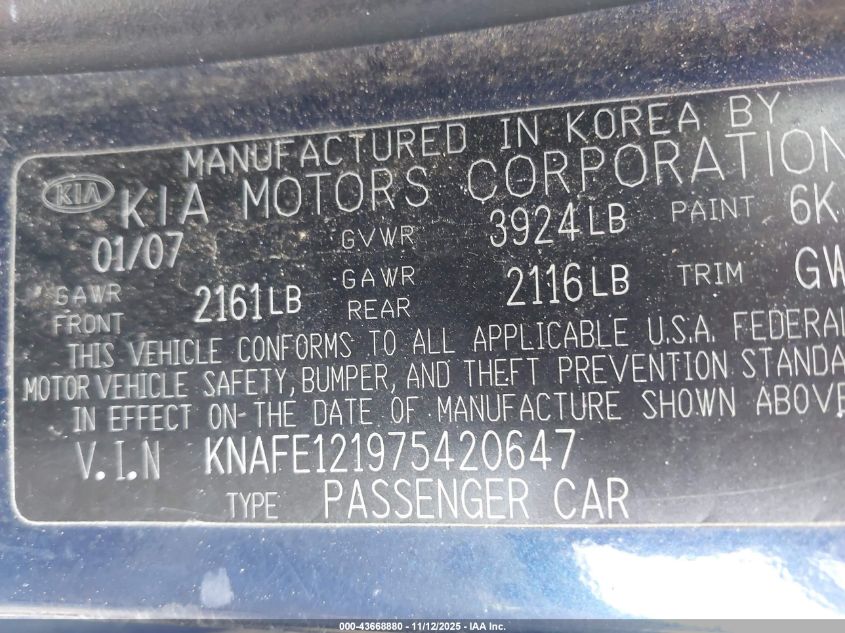 MANUFACTURED IN KOREA BY
KIA KIA MOTORS CORPORATION
01/07 GVWR 3924LB PAINT 6K
GAWR FRONT 2161LB GAWR REAR 2116LB TRIM GW
THIS VEHICLE CONFORMS TO ALL APPLICABLE U.S.A. FEDERAL
MOTOR VEHICLE SAFETY, BUMPER, AND THEFT PREVENTION STANDA
IN EFFECT ON THE DATE OF MANUFACTURE SHOWN ABOVE
V.I.N KNAFE121975420647
TYPE PASSENGER CAR
000-43668880 - 11/12/2025 - IAA Inc.